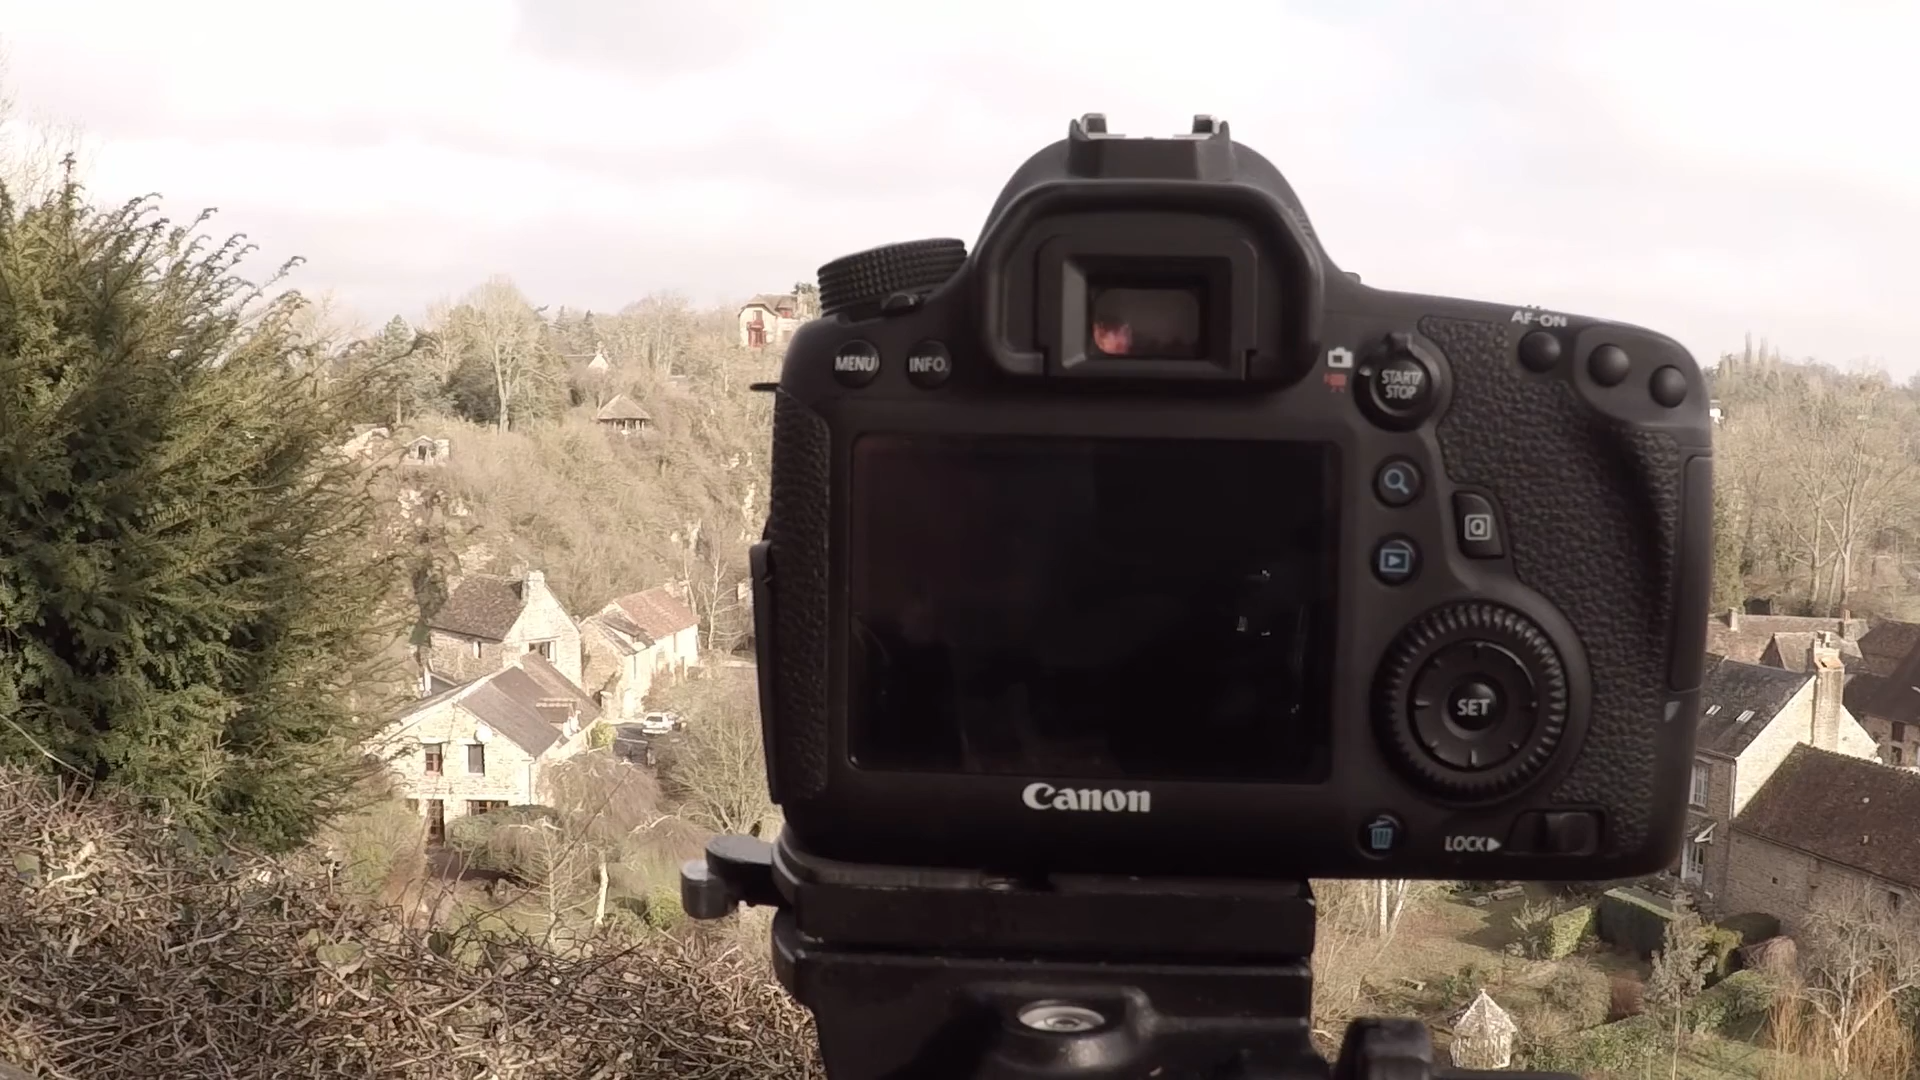 AF-ON
MENU
INFO.
START/
STOP
Q
SET
Canon
LOCK